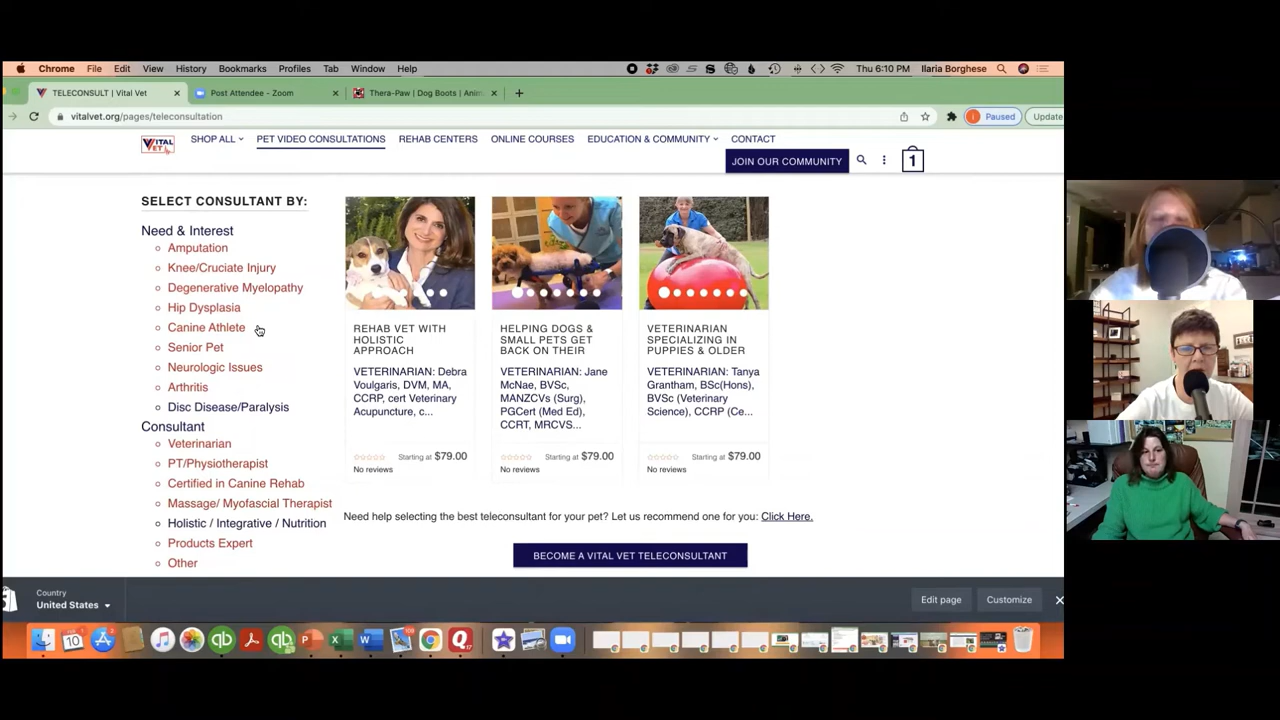 Chrome File Edit View History Bookmarks Profiles Tab Window Help Thu 6:10 PM Ilaria Borghese
TELECONSULT | Vital Vet
Post Attendee - Zoom
Thera-Paw | Dog Boots | Anim
vitalvet.org/pages/teleconsultation
Paused
Update
VITAL VET
SHOP ALL
PET VIDEO CONSULTATIONS
REHAB CENTERS
ONLINE COURSES
EDUCATION & COMMUNITY
CONTACT
JOIN OUR COMMUNITY
1
SELECT CONSULTANT BY:
Need & Interest
Amputation
Knee/Cruciate Injury
Degenerative Myelopathy
Hip Dysplasia
Canine Athlete
Senior Pet
Neurologic Issues
Arthritis
Disc Disease/Paralysis
Consultant
Veterinarian
PT/Physiotherapist
Certified in Canine Rehab
Massage/ Myofascial Therapist
Holistic / Integrative / Nutrition
Products Expert
Other
REHAB VET WITH
HOLISTIC
APPROACH
VETERINARIAN: Debra
Voulgaris, DVM, MA,
CCRP, cert Veterinary
Acupuncture, c...
Starting at $79.00
No reviews
HELPING DOGS &
SMALL PETS GET
BACK ON THEIR
VETERINARIAN: Jane
McNae, BVSc,
MANZCVs (Surg),
PGCert (Med Ed),
CCRT, MRCVS...
Starting at $79.00
No reviews
VETERINARIAN
SPECIALIZING IN
PUPPIES & OLDER
VETERINARIAN: Tanya
Grantham, BSc(Hons),
BVSc (Veterinary
Science), CCRP (Ce...
Starting at $79.00
No reviews
Need help selecting the best teleconsultant for your pet? Let us recommend one for you: Click Here.
BECOME A VITAL VET TELECONSULTANT
Country
United States
Edit page
Customize